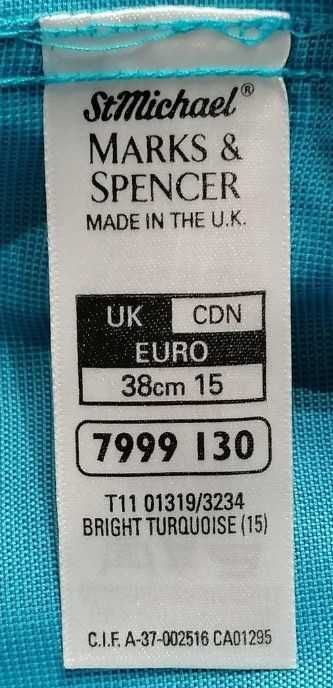 StMichael®
MARKS &
SPENCER
MADE IN THE U.K.
UK CDN
EURO
38cm 15
7999 130
T11 01319/3234
BRIGHT TURQUOISE (15)
C.I.F. A-37-002516 CA01295